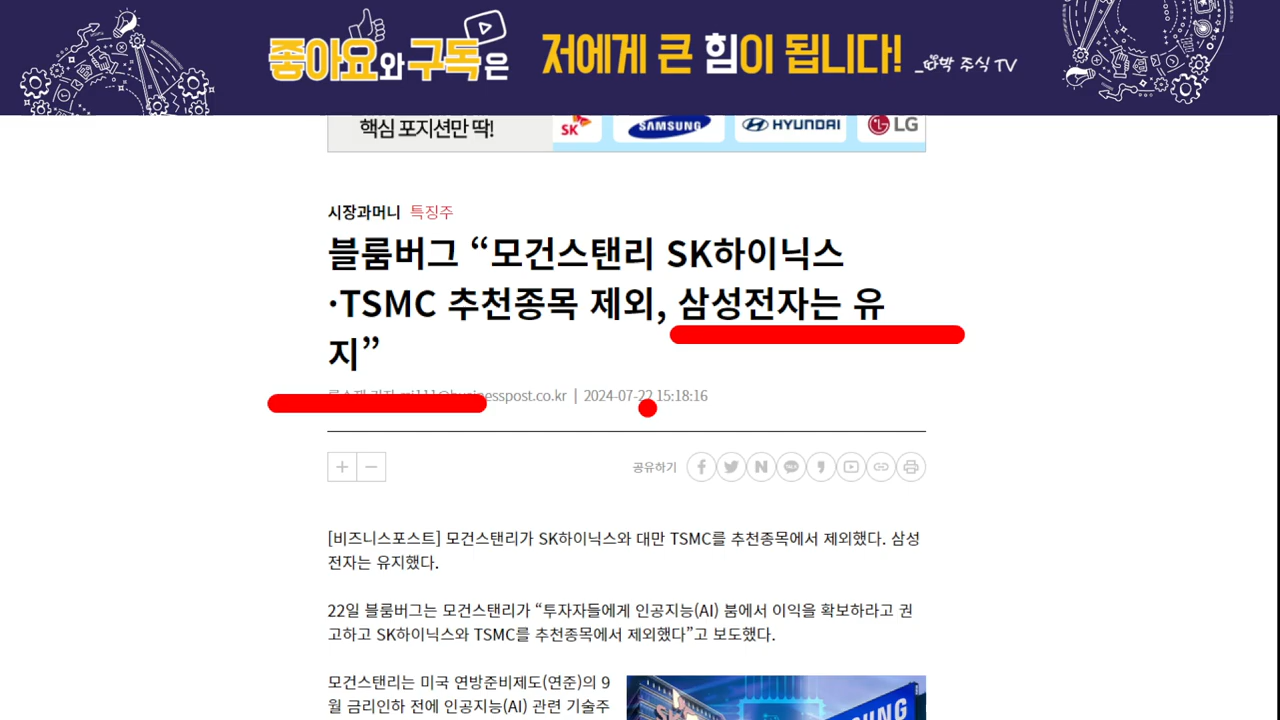 좋아요와 구독은 저에게 큰 힘이 됩니다!
박 주식 TV
핵심 포지션만 딱! SK SAMSUNG HYUNDAI LG
시장과머니 특징주
블룸버그 “모건스탠리 SK하이닉스
·TSMC 추천종목 제외, 삼성전자는 유
지”
esspost.co.kr | 2024-07-22 15:18:16
+ − 공유하기
[비즈니스포스트] 모건스탠리가 SK하이닉스와 대만 TSMC를 추천종목에서 제외했다. 삼성
전자는 유지했다.
22일 블룸버그는 모건스탠리가 “투자자들에게 인공지능(AI) 붐에서 이익을 확보하라고 권
고하고 SK하이닉스와 TSMC를 추천종목에서 제외했다”고 보도했다.
모건스탠리는 미국 연방준비제도(연준)의 9
월 금리인하 전에 인공지능(AI) 관련 기술주